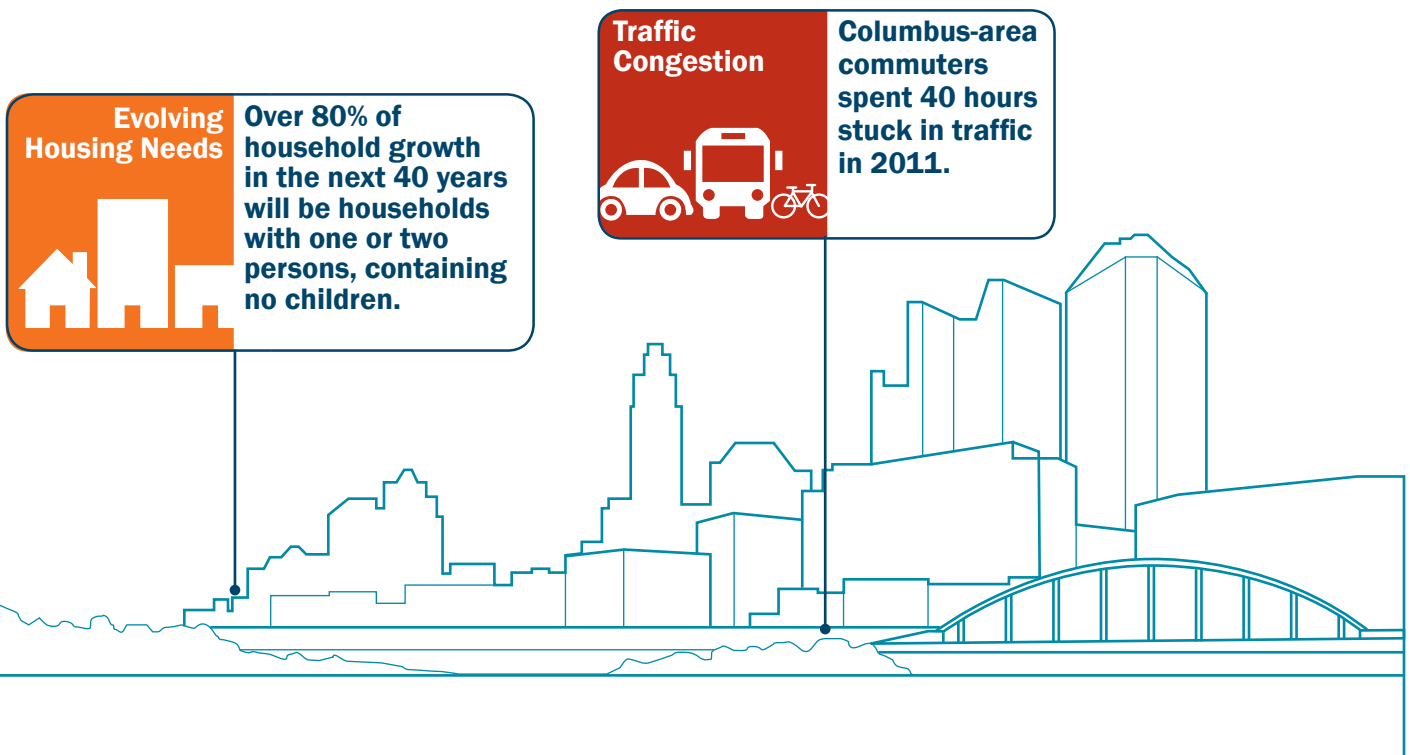 Evolving
Housing Needs
Over 80% of
household growth
in the next 40 years
will be households
with one or two
persons, containing
no children.
Traffic
Congestion
Columbus-area
commuters
spent 40 hours
stuck in traffic
in 2011.